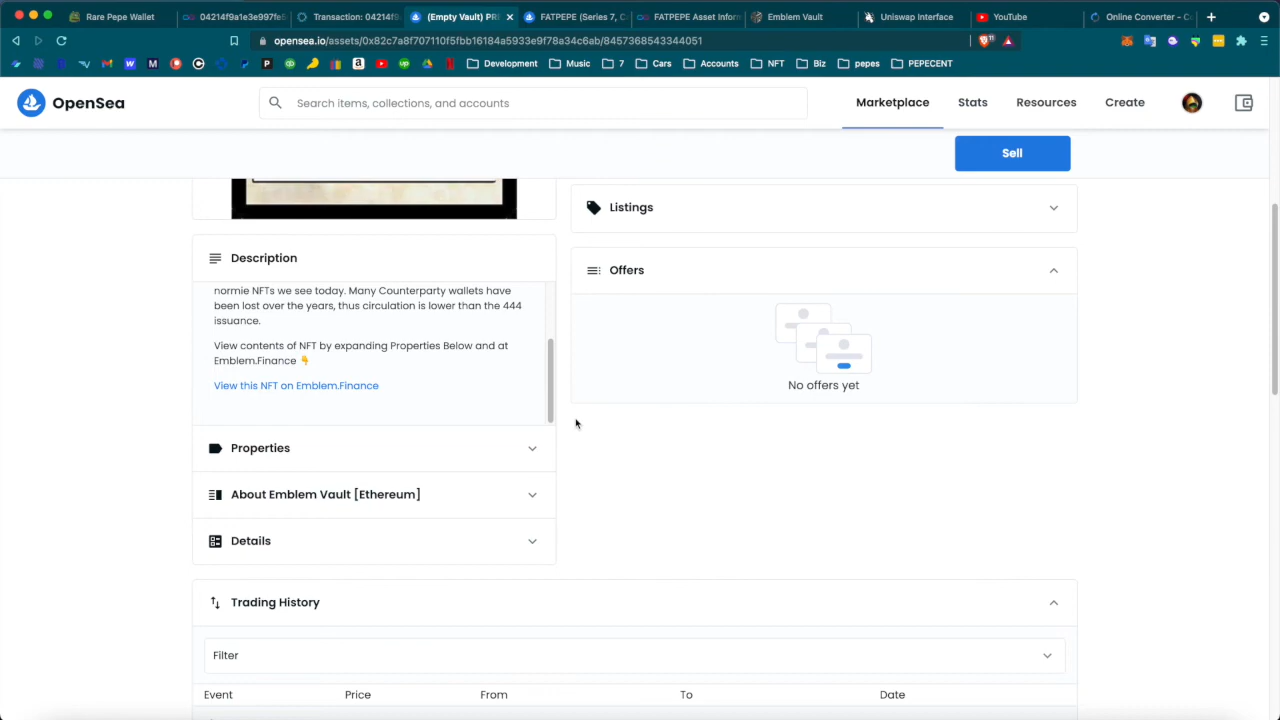 Rare Pepe Wallet
04214f9a1e3e997fe5
Transaction: 04214f9
(Empty Vault) PR
FATPEPE (Series 7, C
FATPEPE Asset Inform
Emblem Vault
Uniswap Interface
YouTube
Online Converter - C
opensea.io/assets/0x82c7a8f707110f5fbb16184a5933e9f78a34c6ab/8457368543344051
Development
Music
7
Cars
Accounts
NFT
Biz
pepes
PEPECENT
OpenSea
Search items, collections, and accounts
Marketplace
Stats
Resources
Create
Sell
Listings
Description
Offers
normie NFTs we see today. Many Counterparty wallets have
been lost over the years, thus circulation is lower than the 444
issuance.
View contents of NFT by expanding Properties Below and at
Emblem.Finance 👇
View this NFT on Emblem.Finance
No offers yet
Properties
About Emblem Vault [Ethereum]
Details
Trading History
Filter
Event
Price
From
To
Date